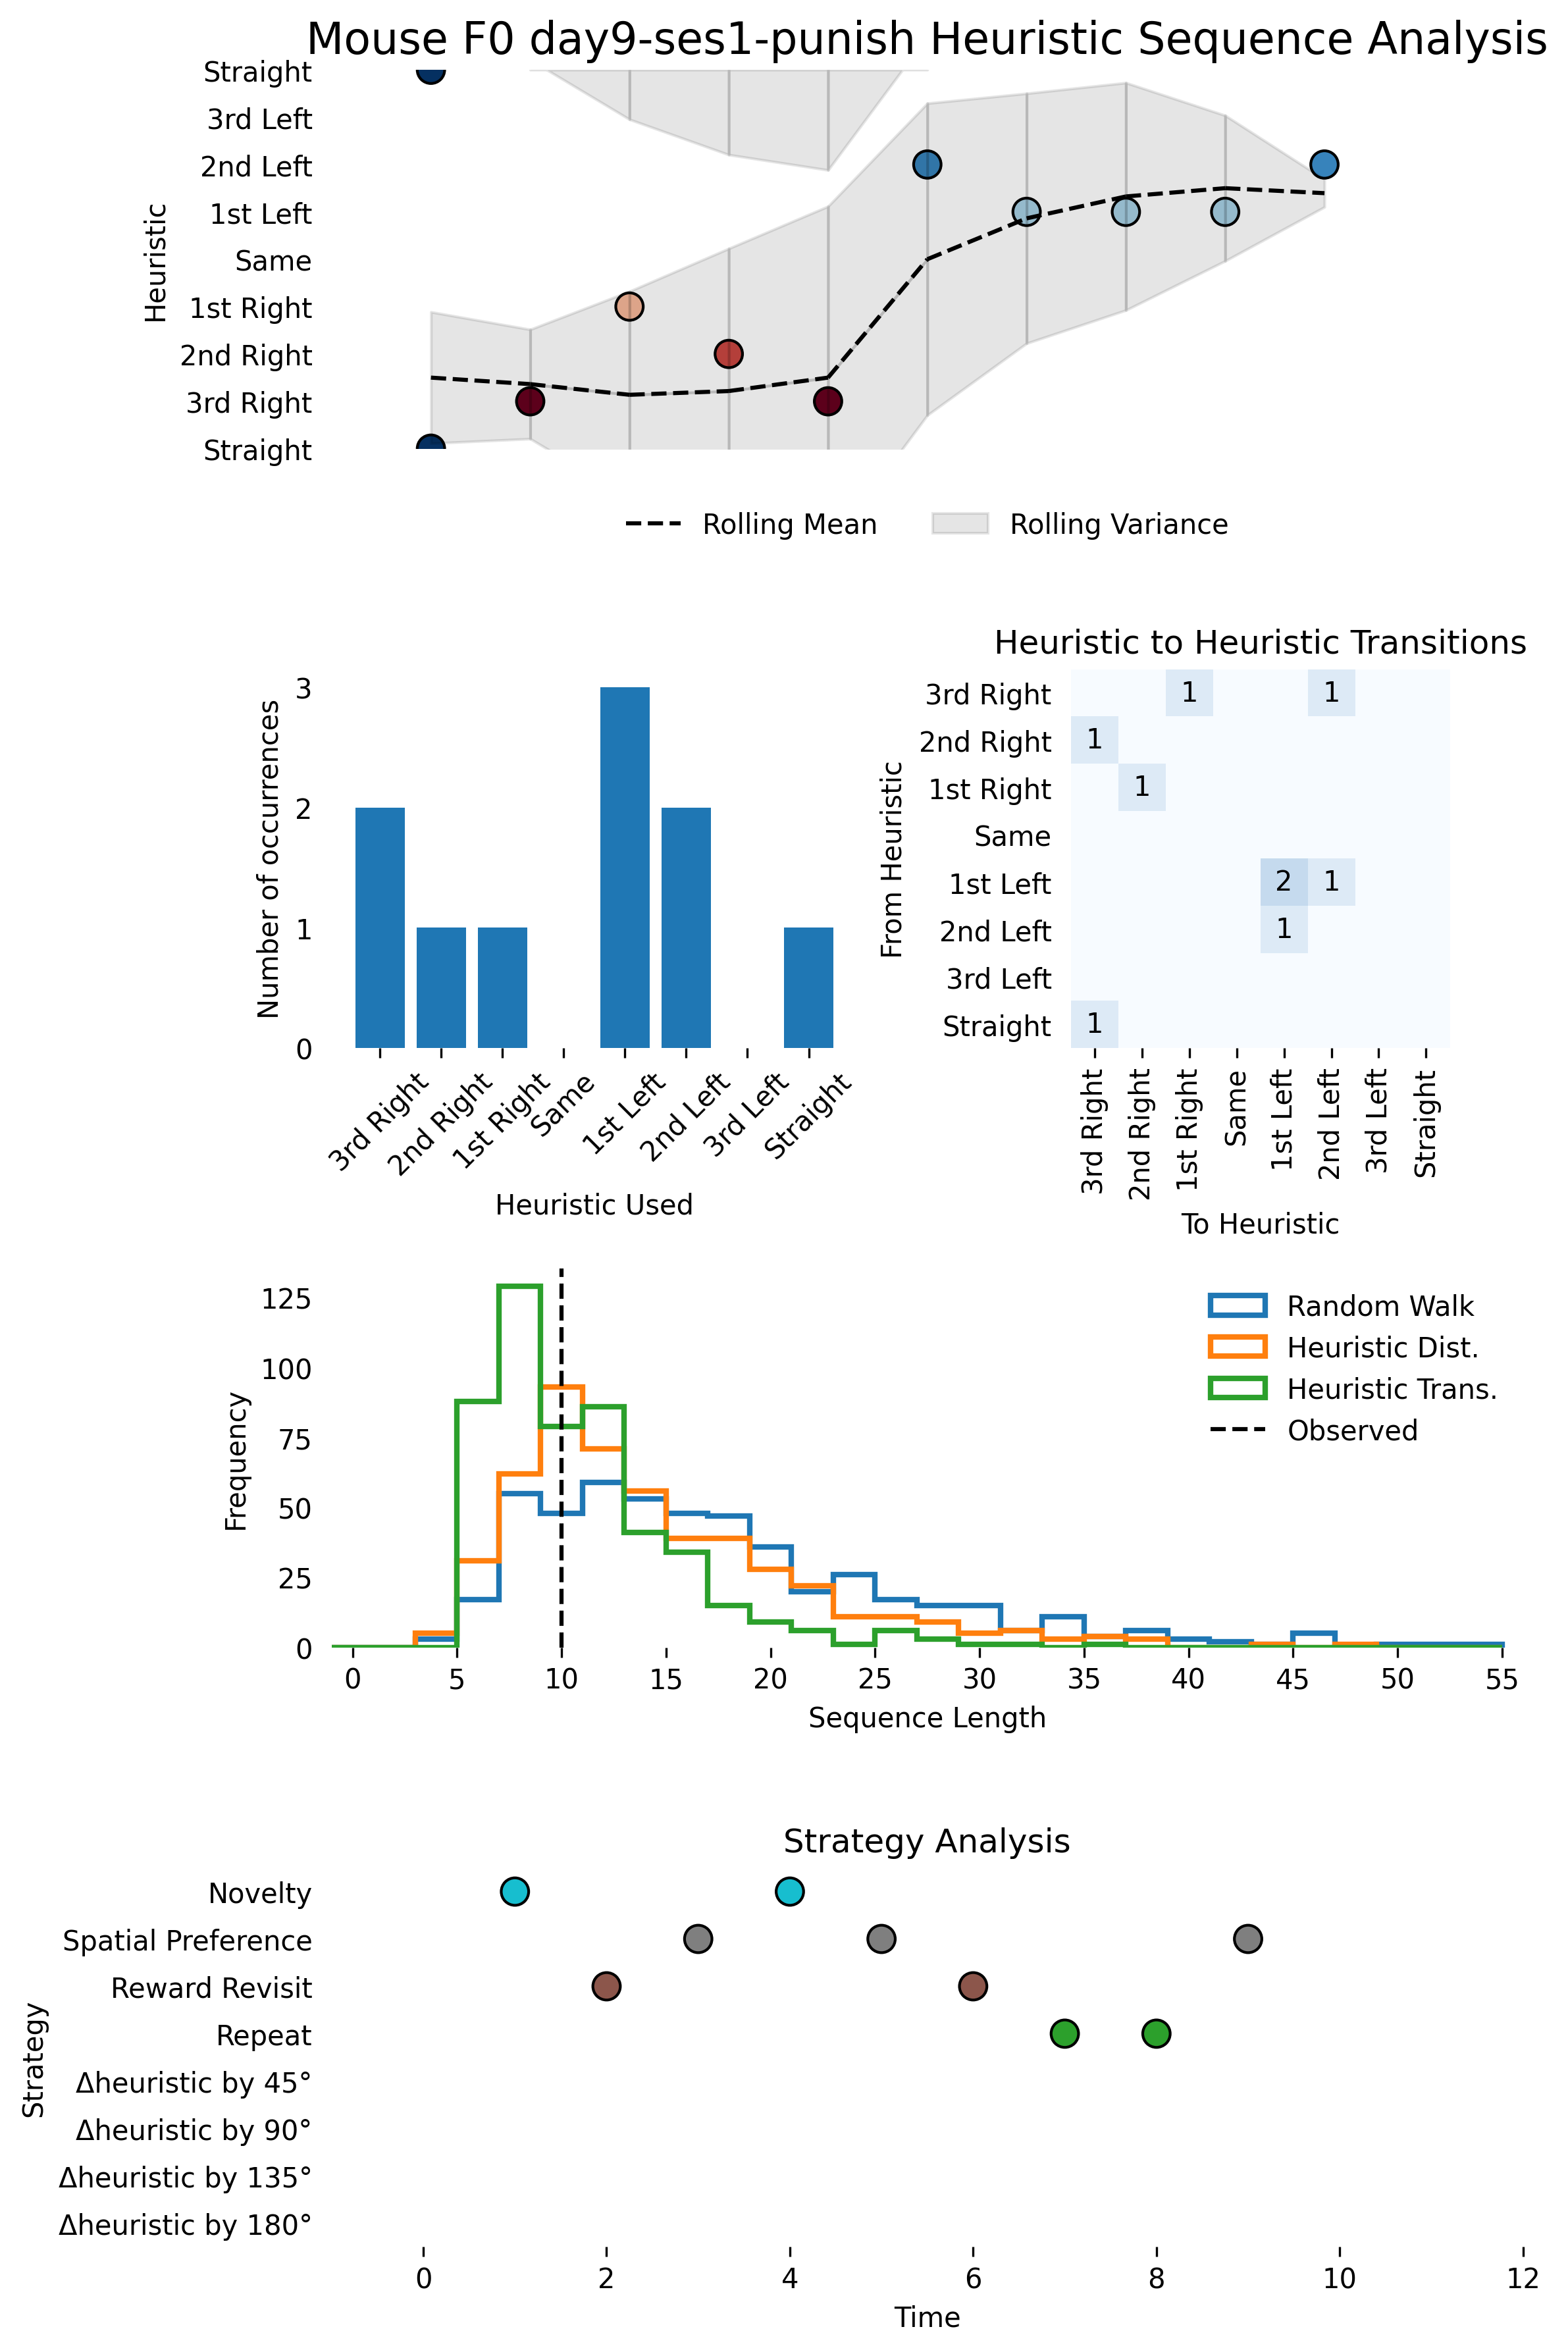 Mouse F0 day9-ses1-punish Heuristic Sequence Analysis
Heuristic
Straight
3rd Left
2nd Left
1st Left
Same
1st Right
2nd Right
3rd Right
Straight
Rolling Mean
Rolling Variance
Number of occurrences
3
2
1
0
3rd Right
2nd Right
1st Right
Same
1st Left
2nd Left
3rd Left
Straight
Heuristic Used
Heuristic to Heuristic Transitions
From Heuristic
3rd Right 1 1
2nd Right 1
1st Right 1
Same
1st Left 2 1
2nd Left 1
3rd Left
Straight 1
3rd Right
2nd Right
1st Right
Same
1st Left
2nd Left
3rd Left
Straight
To Heuristic
Frequency
125
100
75
50
25
0
0 5 10 15 20 25 30 35 40 45 50 55
Sequence Length
Random Walk
Heuristic Dist.
Heuristic Trans.
Observed
Strategy Analysis
Strategy
Novelty
Spatial Preference
Reward Revisit
Repeat
Δheuristic by 45°
Δheuristic by 90°
Δheuristic by 135°
Δheuristic by 180°
0 2 4 6 8 10 12
Time